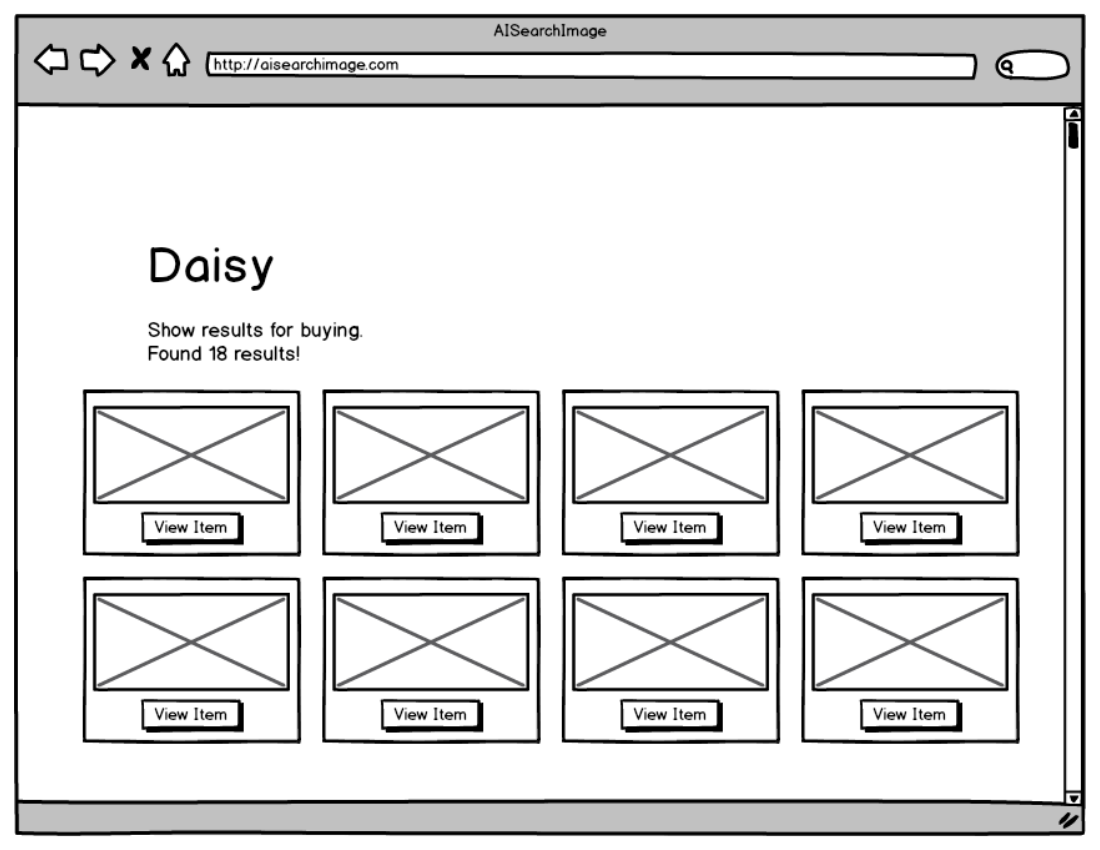 AISearchImage
http://aisearchimage.com
Daisy
Show results for buying.
Found 18 results!
View Item View Item View Item View Item
View Item View Item View Item View Item